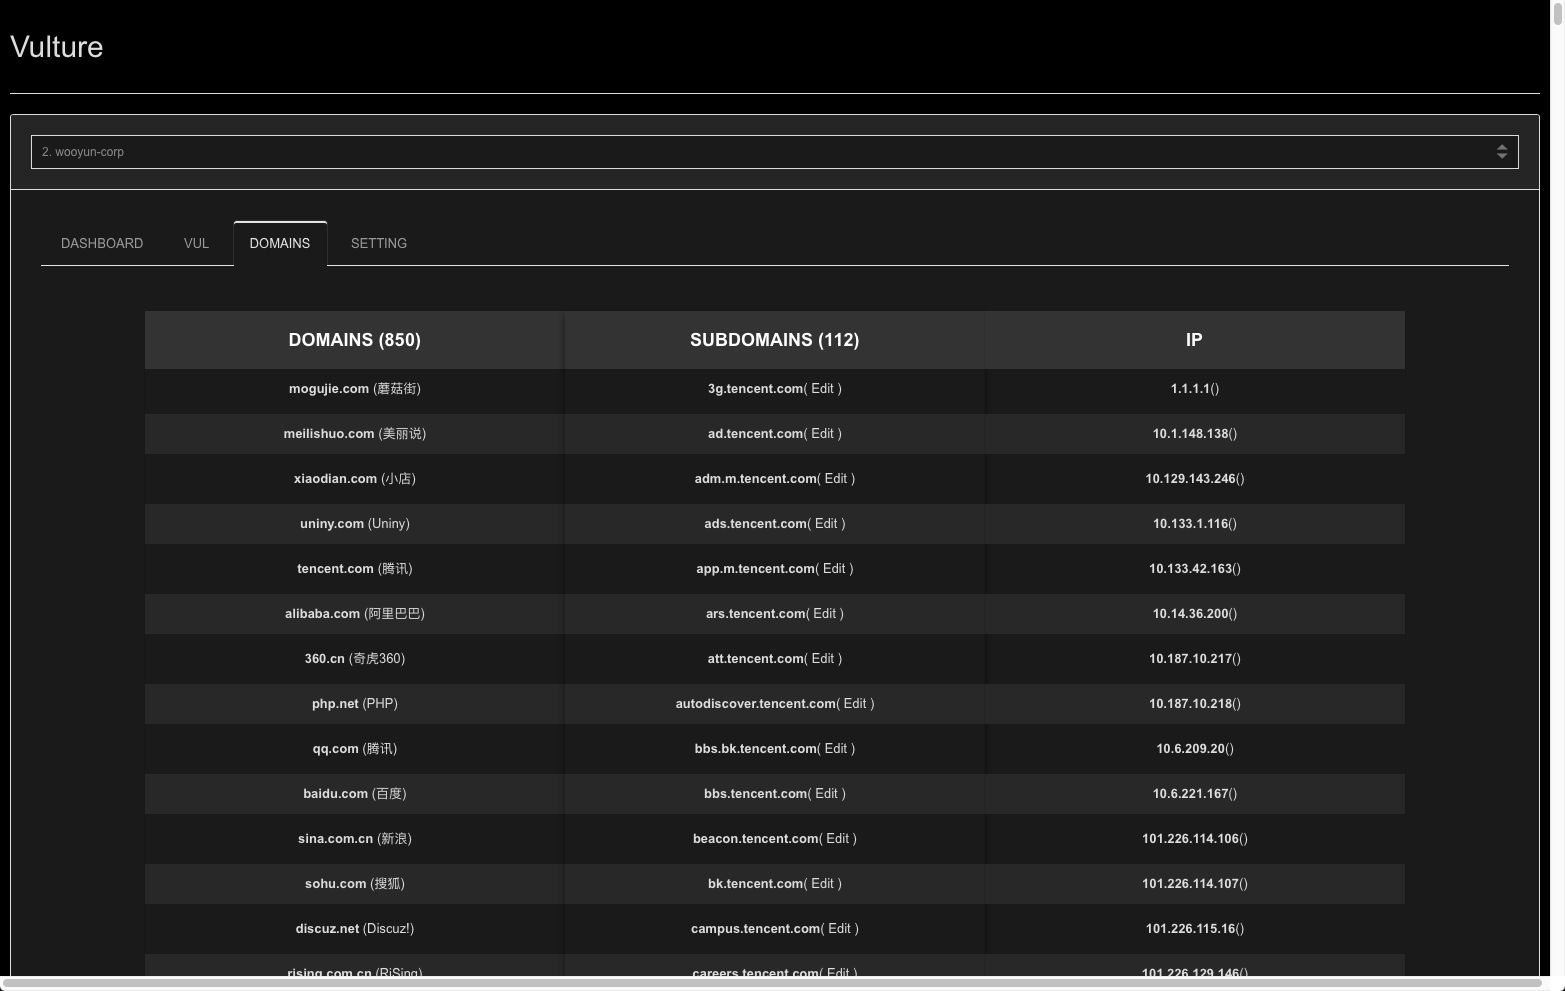 Vulture
2. wooyun-corp
DASHBOARD VUL DOMAINS SETTING
DOMAINS (850) SUBDOMAINS (112) IP
mogujie.com (蘑菇街) 3g.tencent.com( Edit ) 1.1.1.1()
meilishuo.com (美丽说) ad.tencent.com( Edit ) 10.1.148.138()
xiaodian.com (小店) adm.m.tencent.com( Edit ) 10.129.143.246()
uniny.com (Uniny) ads.tencent.com( Edit ) 10.133.1.116()
tencent.com (腾讯) app.m.tencent.com( Edit ) 10.133.42.163()
alibaba.com (阿里巴巴) ars.tencent.com( Edit ) 10.14.36.200()
360.cn (奇虎360) att.tencent.com( Edit ) 10.187.10.217()
php.net (PHP) autodiscover.tencent.com( Edit ) 10.187.10.218()
qq.com (腾讯) bbs.bk.tencent.com( Edit ) 10.6.209.20()
baidu.com (百度) bbs.tencent.com( Edit ) 10.6.221.167()
sina.com.cn (新浪) beacon.tencent.com( Edit ) 101.226.114.106()
sohu.com (搜狐) bk.tencent.com( Edit ) 101.226.114.107()
discuz.net (Discuz!) campus.tencent.com( Edit ) 101.226.115.16()
rising.com.cn (RiSing) careers.tencent.com( Edit ) 101.226.129.146()